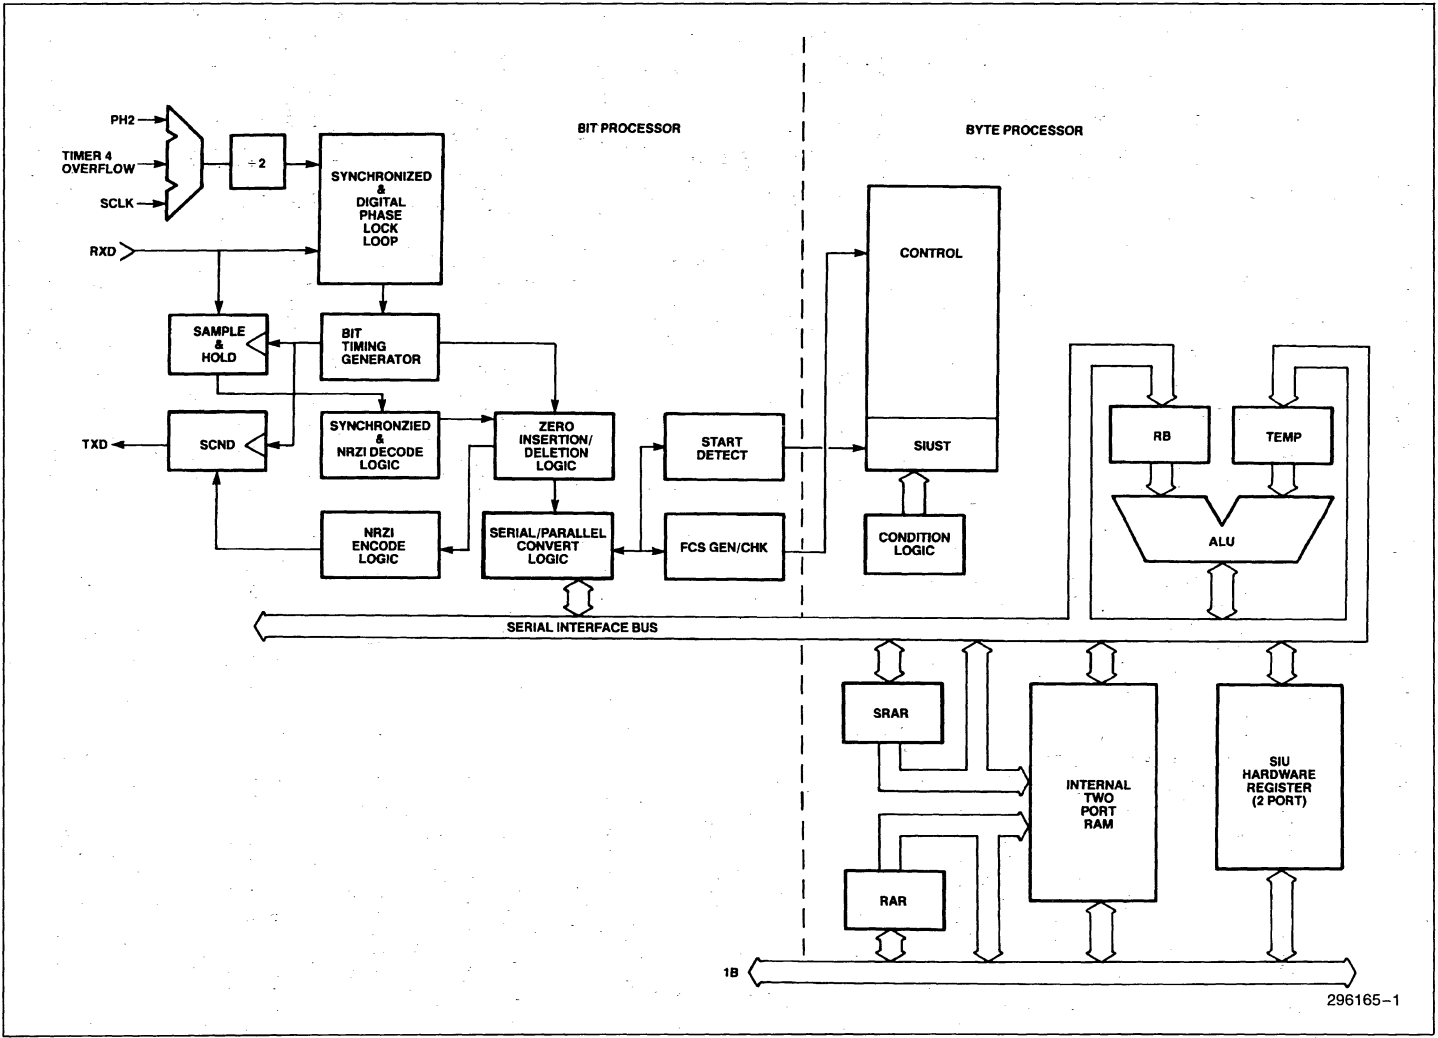 BIT PROCESSOR
BYTE PROCESSOR
PH2
TIMER 4
OVERFLOW
SCLK
÷2
SYNCHRONIZED
&
DIGITAL
PHASE
LOCK
LOOP
RXD
SAMPLE
&
HOLD
BIT
TIMING
GENERATOR
CONTROL
TXD
SCND
SYNCHRONZIED
&
NRZI DECODE
LOGIC
ZERO
INSERTION/
DELETION
LOGIC
START
DETECT
SIUST
RB
TEMP
NRZI
ENCODE
LOGIC
SERIAL/PARALLEL
CONVERT
LOGIC
FCS GEN/CHK
CONDITION
LOGIC
ALU
SERIAL INTERFACE BUS
SRAR
INTERNAL
TWO
PORT
RAM
SIU
HARDWARE
REGISTER
(2 PORT)
RAR
1B
296165-1